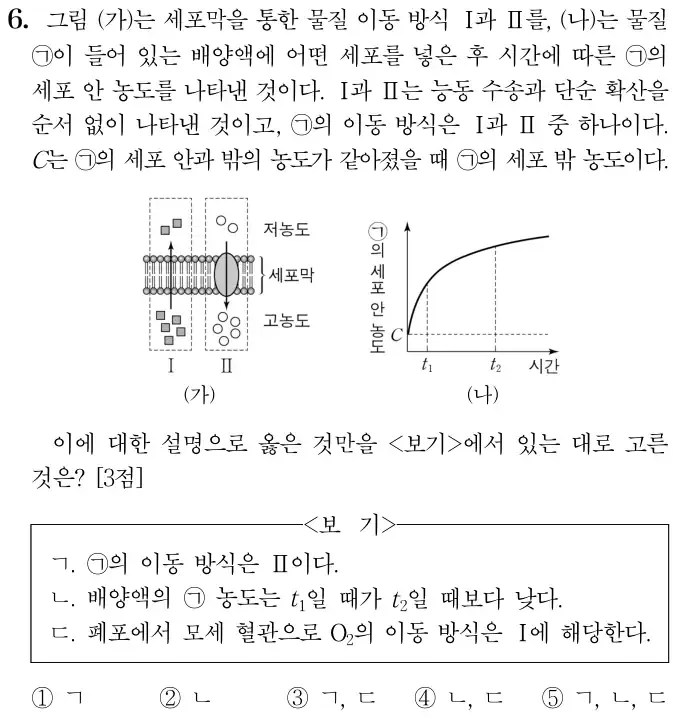 6. 그림 (가)는 세포막을 통한 물질 이동 방식 Ⅰ과 Ⅱ를, (나)는 물질
㉠이 들어 있는 배양액에 어떤 세포를 넣은 후 시간에 따른 ㉠의
세포 안 농도를 나타낸 것이다. Ⅰ과 Ⅱ는 능동 수송과 단순 확산을
순서 없이 나타낸 것이고, ㉠의 이동 방식은 Ⅰ과 Ⅱ 중 하나이다.
C는 ㉠의 세포 안과 밖의 농도가 같아졌을 때 ㉠의 세포 밖 농도이다.
저농도
세포막
고농도
Ⅰ Ⅱ
(가)
㉠의 세포 안 농도
C
t₁ t₂ 시간
(나)
이에 대한 설명으로 옳은 것만을 <보기>에서 있는 대로 고른
것은? [3점]
<보 기>
ㄱ. ㉠의 이동 방식은 Ⅱ이다.
ㄴ. 배양액의 ㉠ 농도는 t₁일 때가 t₂일 때보다 낮다.
ㄷ. 폐포에서 모세 혈관으로 O₂의 이동 방식은 Ⅰ에 해당한다.
① ㄱ ② ㄴ ③ ㄱ, ㄷ ④ ㄴ, ㄷ ⑤ ㄱ, ㄴ, ㄷ